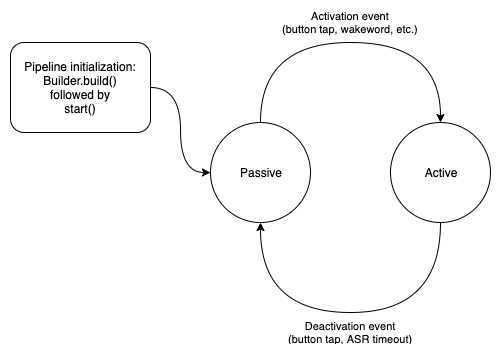 Activation event
(button tap, wakeword, etc.)
Pipeline initialization:
Builder.build()
followed by
start()
Passive
Active
Deactivation event
(button tap, ASR timeout)